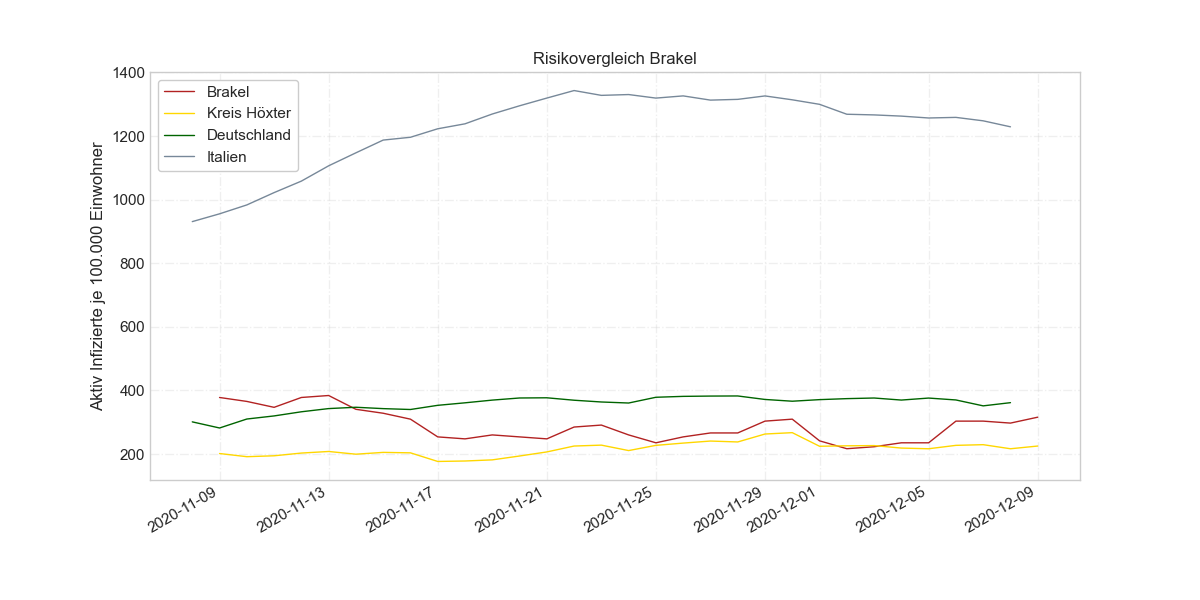 Risikovergleich Brakel
Aktiv Infizierte je 100.000 Einwohner
1400
1200
1000
800
600
400
200
Brakel
Kreis Höxter
Deutschland
Italien
2020-11-09
2020-11-13
2020-11-17
2020-11-21
2020-11-25
2020-11-29
2020-12-01
2020-12-05
2020-12-09